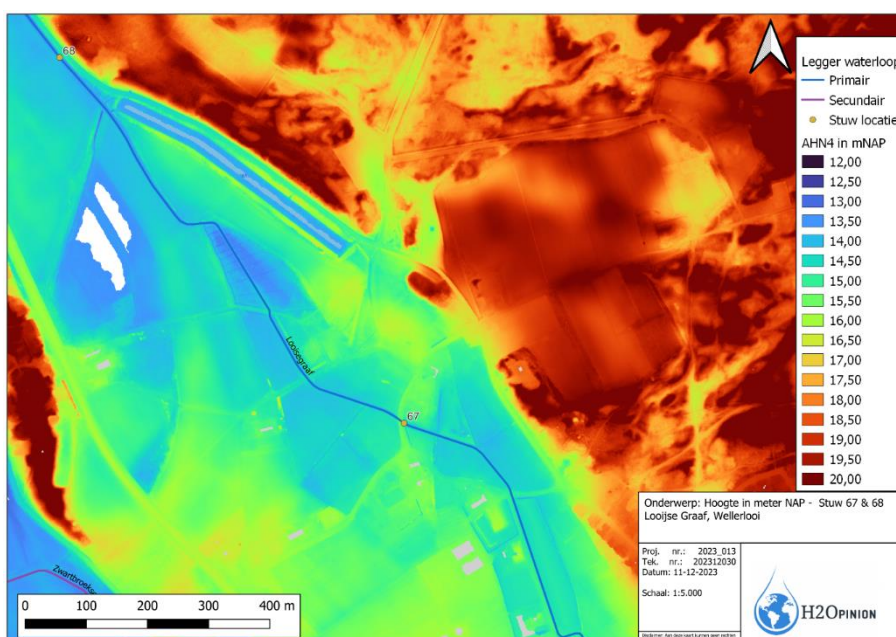 68
Legger waterloop
Primair
Secundair
Stuw locatie
AHN4 in mNAP
12,00
12,50
13,00
13,50
14,00
14,50
15,00
15,50
16,00
16,50
17,00
17,50
18,00
18,50
19,00
19,50
20,00
Looisegraaf
67
Onderwerp: Hoogte in meter NAP - Stuw 67 & 68
Looijse Graaf, Wellerlooi
Proj. nr.: 2023_013
Tek. nr.: 202312030
Datum: 11-12-2023
Schaal: 1:5.000
H2OPINION
0 100 200 300 400 m